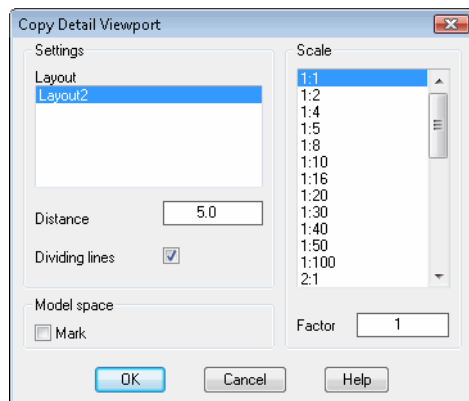 Copy Detail Viewport
Settings
Layout
Layout2
Distance
5.0
Dividing lines
Model space
Mark
Scale
1:1
1:2
1:4
1:5
1:8
1:10
1:16
1:20
1:30
1:40
1:50
1:100
2:1
Factor
1
OK
Cancel
Help